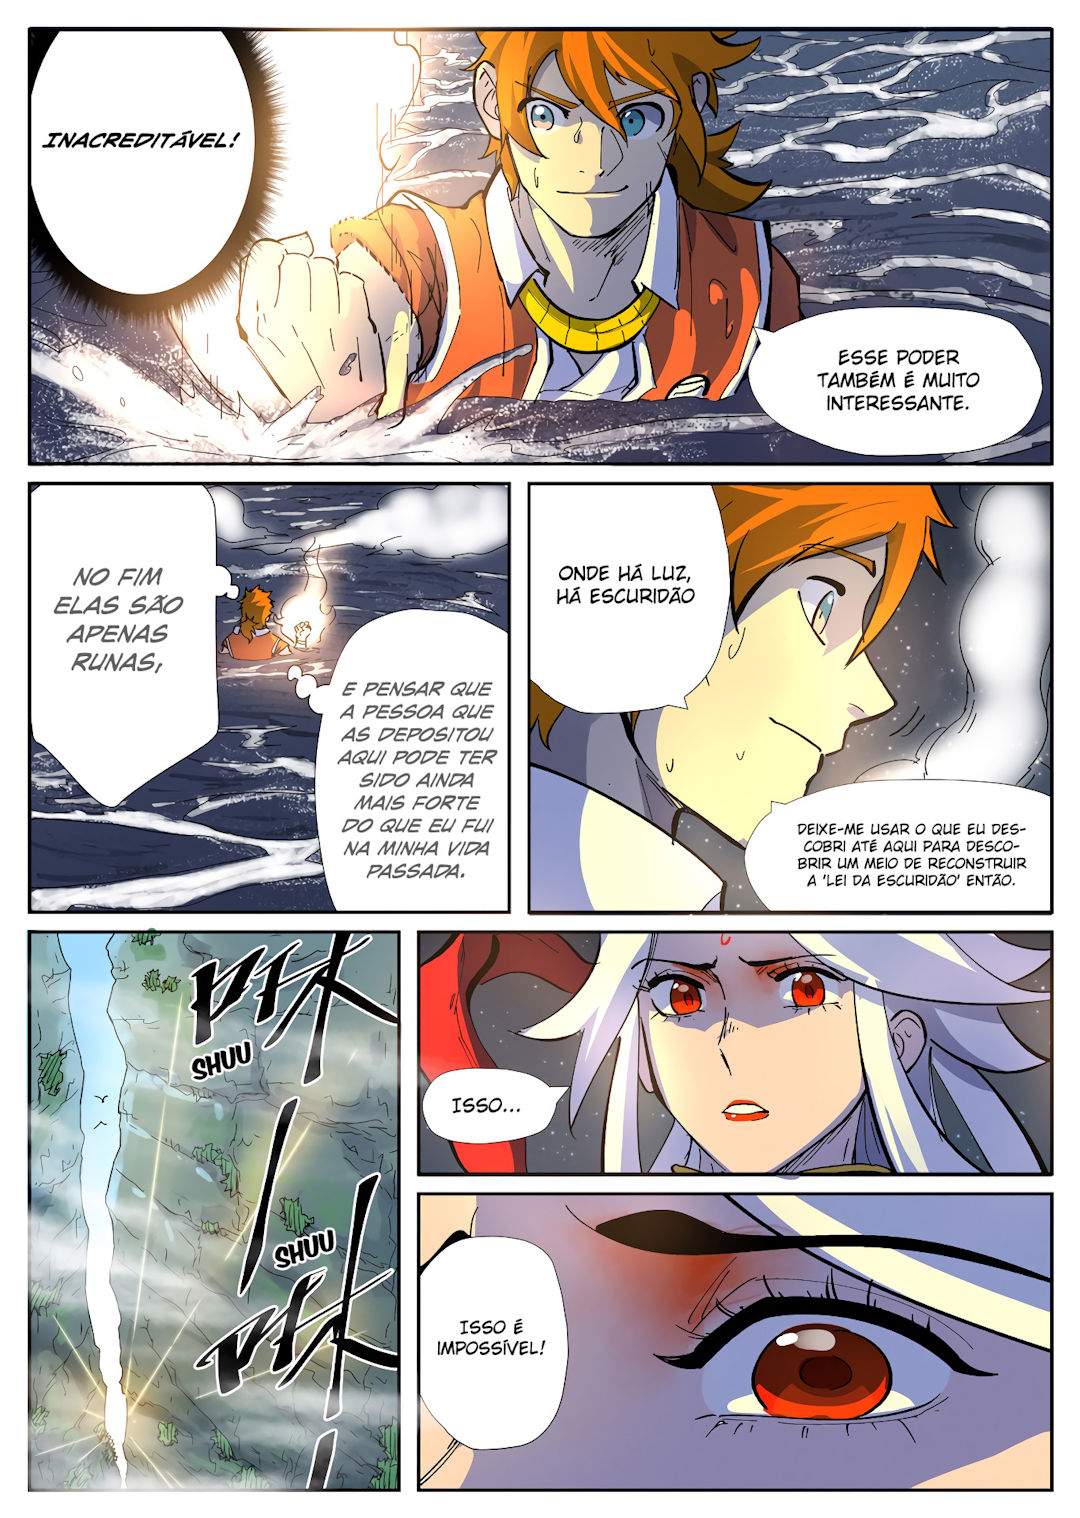 INACREDITÁVEL!
ESSE PODER
TAMBÉM É MUITO
INTERESSANTE.
NO FIM
ELAS SÃO
APENAS
RUNAS,
E PENSAR QUE
A PESSOA QUE
AS DEPOSITOU
AQUI PODE TER
SIDO AINDA
MAIS FORTE
DO QUE EU FUI
NA MINHA VIDA
PASSADA.
ONDE HÁ LUZ,
HÁ ESCURIDÃO
DEIXE-ME USAR O QUE EU DES-
COBRI ATÉ AQUI PARA DESCO-
BRIR UM MEIO DE RECONSTRUIR
A 'LEI DA ESCURIDÃO' ENTÃO.
SHUU
SHUU
ISSO...
ISSO É
IMPOSSÍVEL!